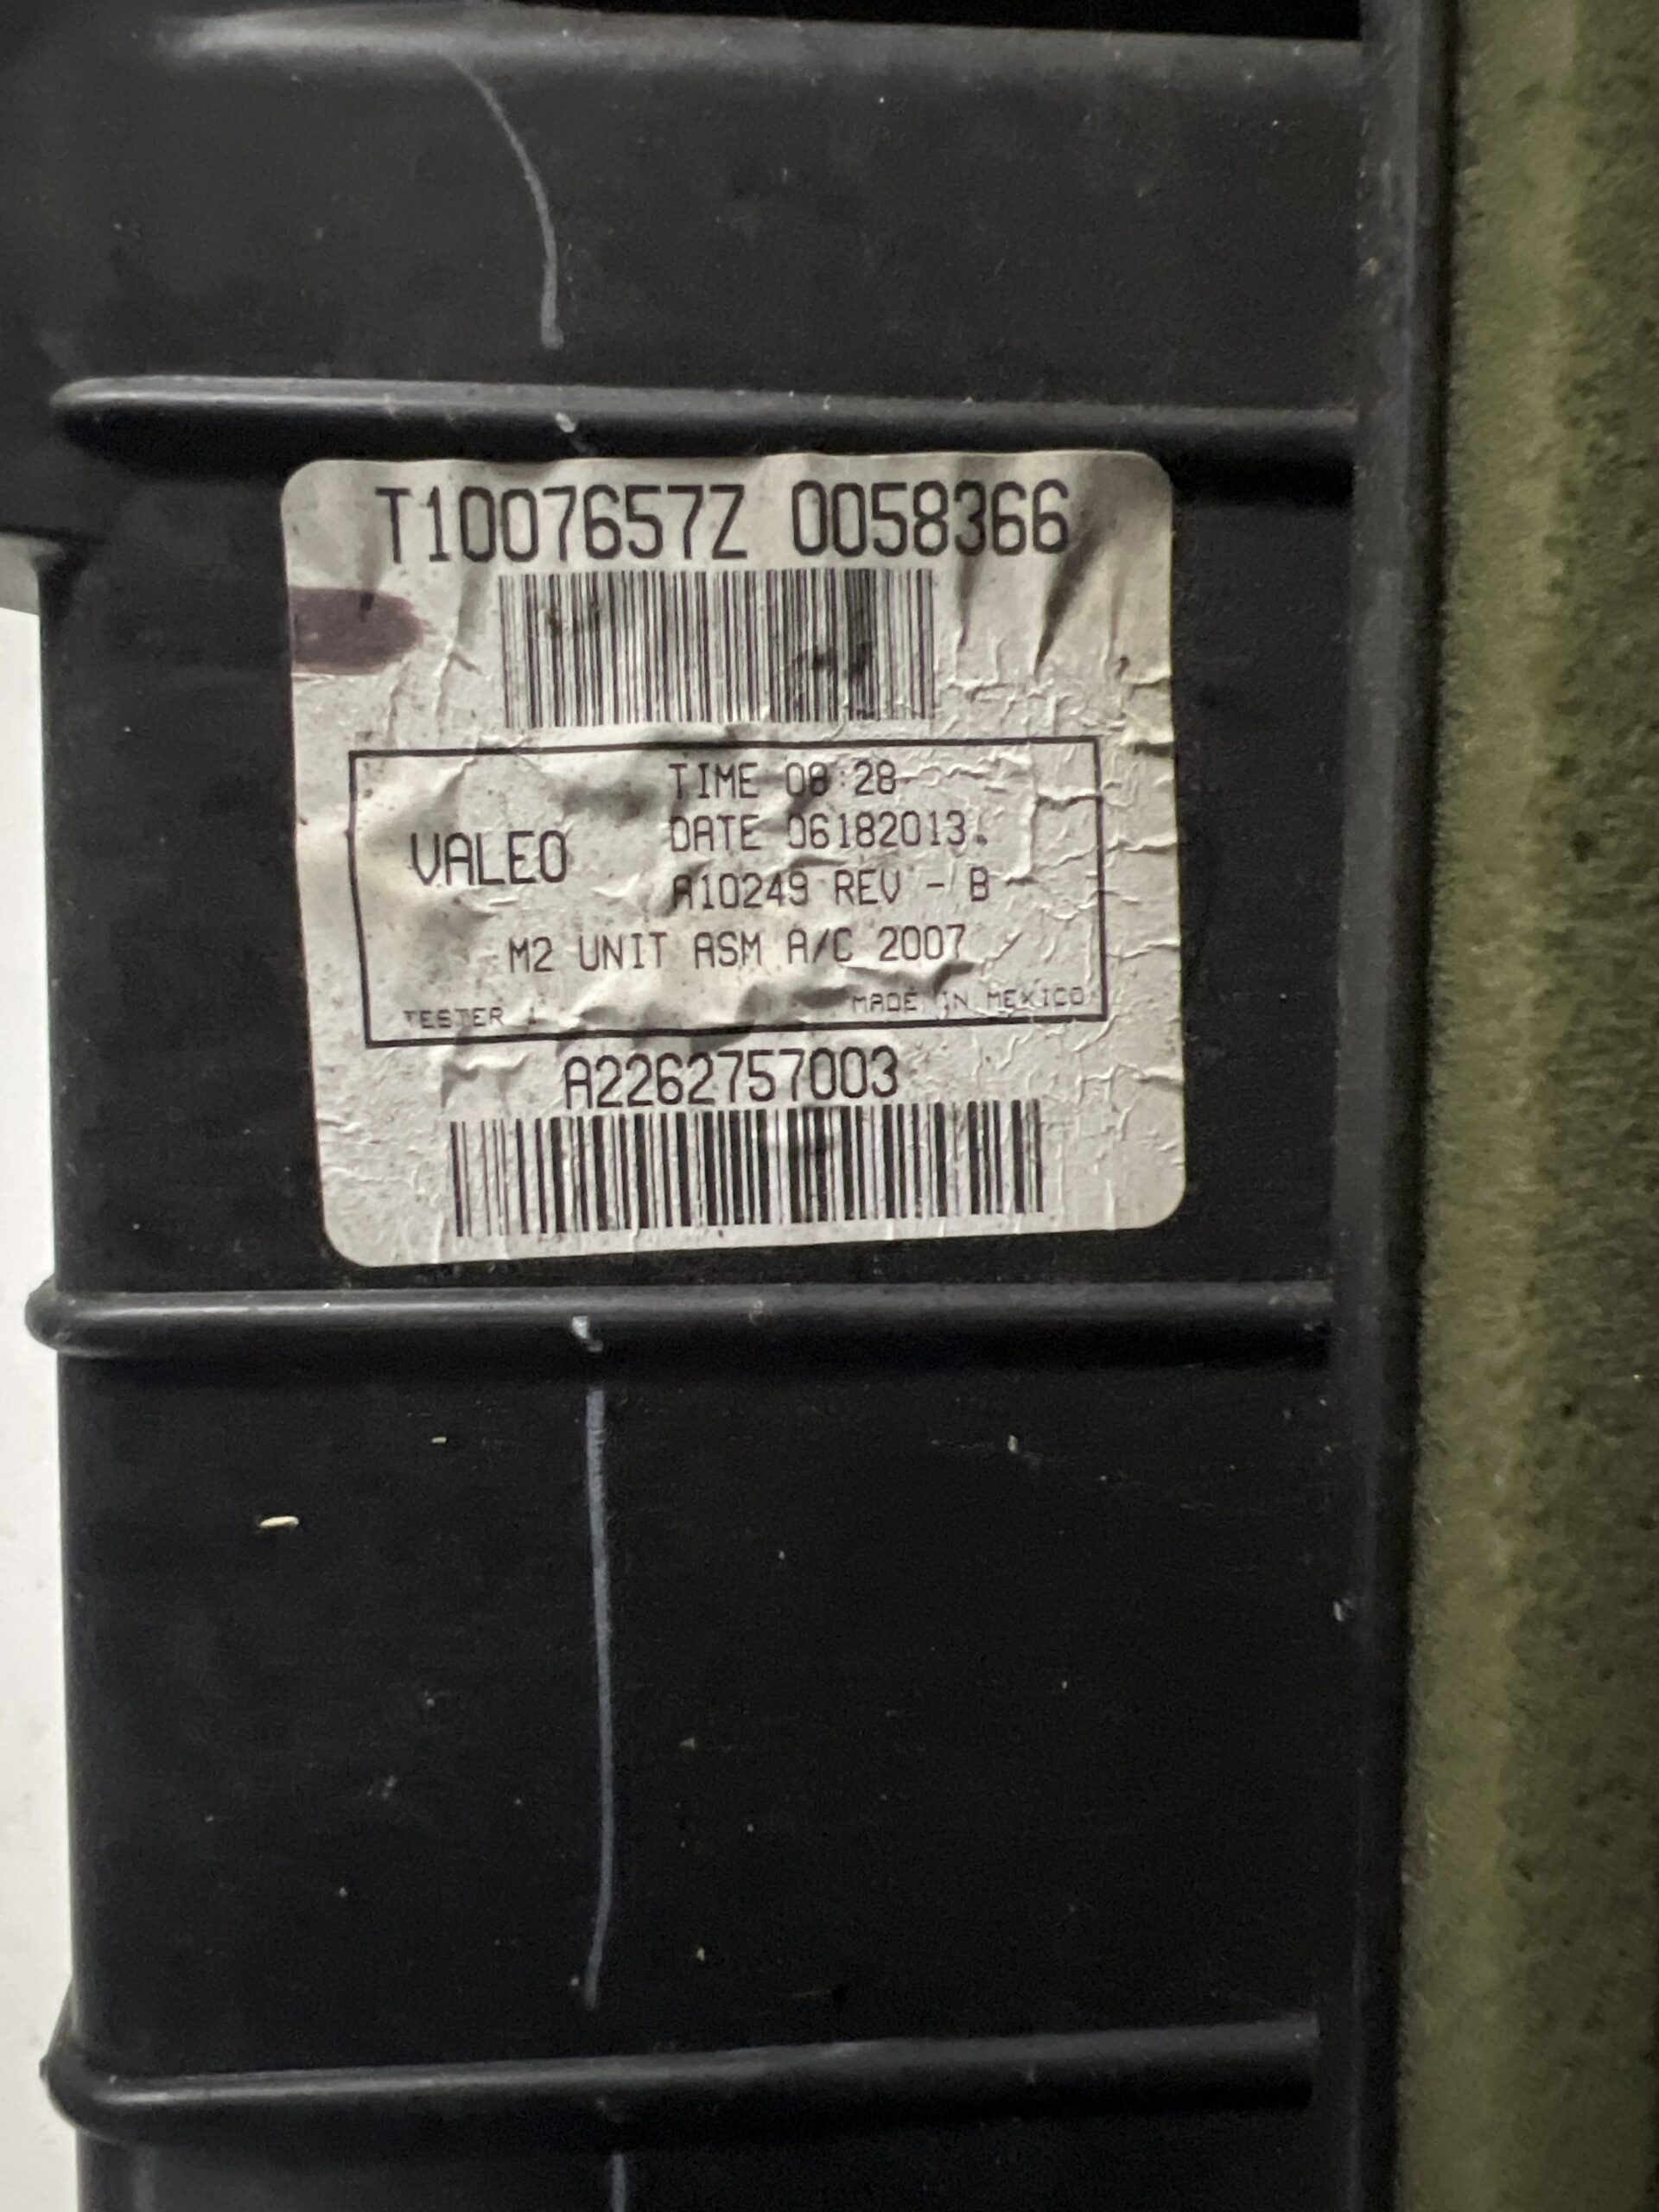 T1007657Z 0058366
TIME 08:28
DATE 06182013.
VALEO
A10249 REV - B
M2 UNIT ASM A/C 2007
TESTER 1 MADE IN MEXICO
A2262757003